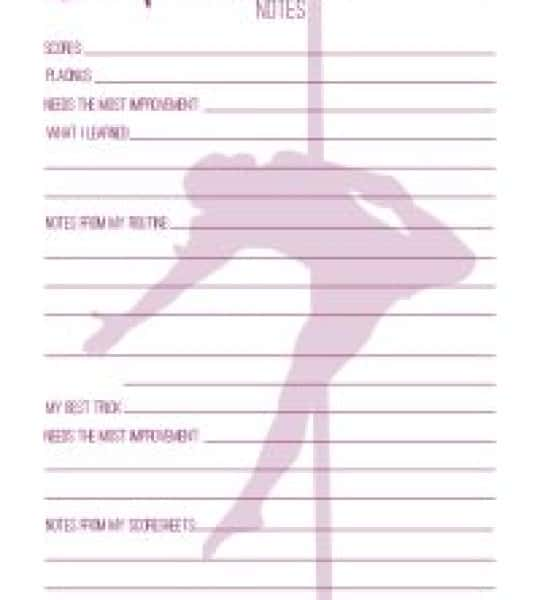 NOTES
SCORES
PLACINGS
NEEDS THE MOST IMPROVEMENT
WHAT I LEARNED
NOTES FROM MY ROUTINE
MY BEST TRICK
NEEDS THE MOST IMPROVEMENT
NOTES FROM MY SCORESHEETS